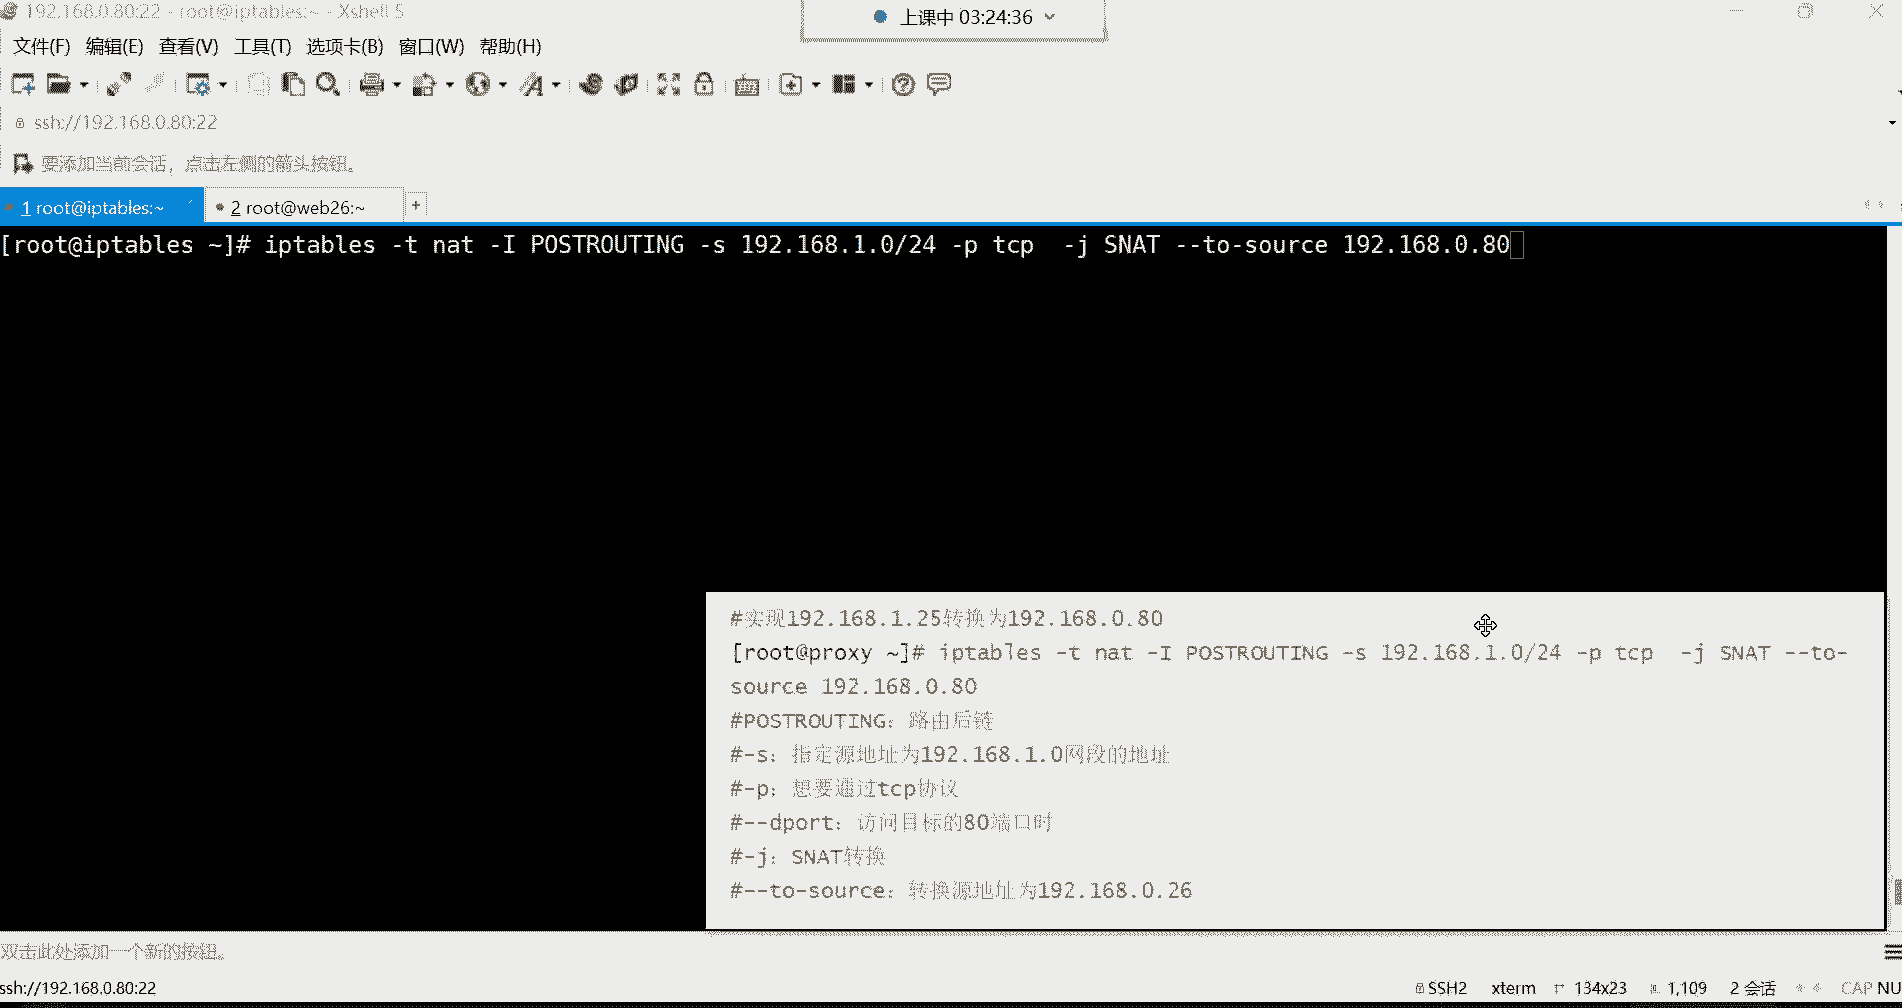 192.168.0.80:22 - root@iptables:~ - Xshell 5
上课中 03:24:36
文件(F) 编辑(E) 查看(V) 工具(T) 选项卡(B) 窗口(W) 帮助(H)
ssh://192.168.0.80:22
要添加当前会话，点击左侧的箭头按钮。
1 root@iptables:~ 2 root@web26:~ +
[root@iptables ~]# iptables -t nat -I POSTROUTING -s 192.168.1.0/24 -p tcp  -j SNAT --to-source 192.168.0.80
#实现192.168.1.25转换为192.168.0.80
[root@proxy ~]# iptables -t nat -I POSTROUTING -s 192.168.1.0/24 -p tcp  -j SNAT --to-
source 192.168.0.80
#POSTROUTING：路由后链
#-s：指定源地址为192.168.1.0网段的地址
#-p：想要通过tcp协议
#--dport：访问目标的80端口时
#-j：SNAT转换
#--to-source：转换源地址为192.168.0.26
双击此处添加一个新的按钮。
ssh://192.168.0.80:22 SSH2 xterm 134x23 1,109 2 会话 CAP NU